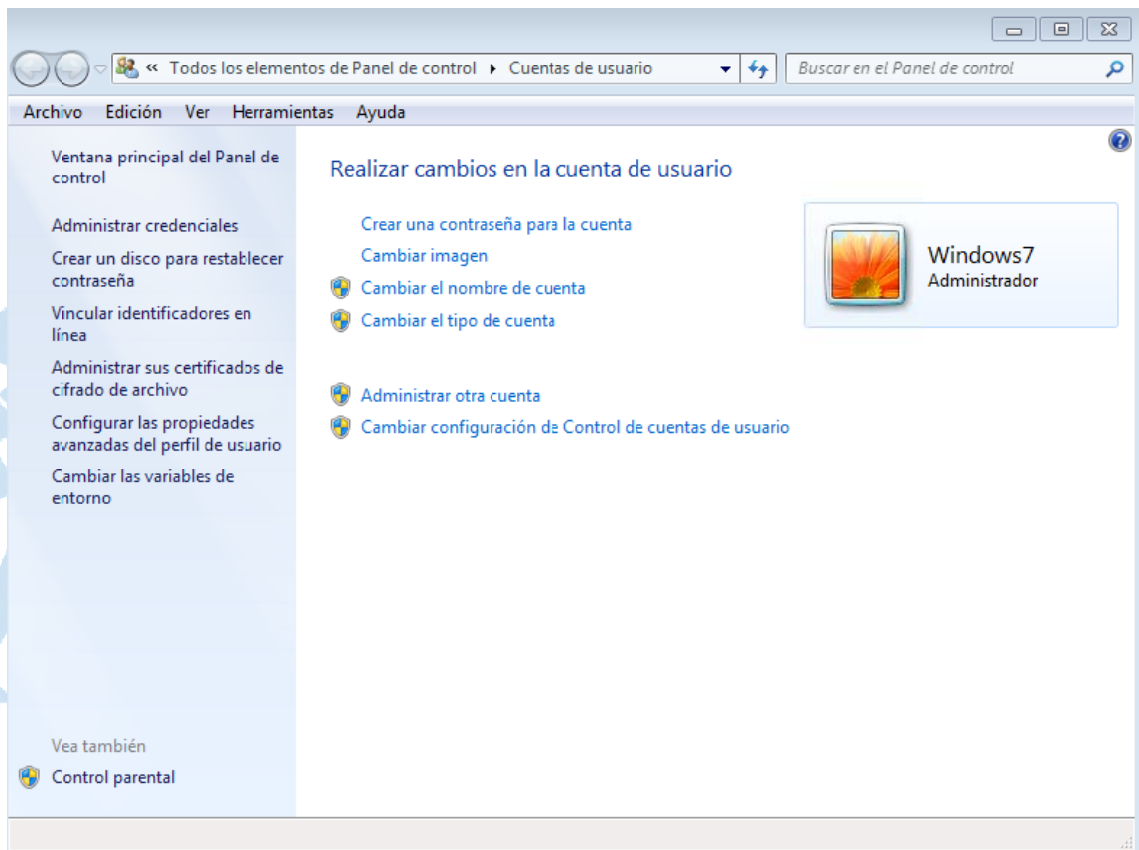 « Todos los elementos de Panel de control Cuentas de usuario
Buscar en el Panel de control
Archivo Edición Ver Herramientas Ayuda
Ventana principal del Panel de
control
Administrar credenciales
Crear un disco para restablecer
contraseña
Vincular identificadores en
línea
Administrar sus certificados de
cifrado de archivo
Configurar las propiedades
avanzadas del perfil de usuario
Cambiar las variables de
entorno
Vea también
Control parental
Realizar cambios en la cuenta de usuario
Crear una contraseña para la cuenta
Cambiar imagen
Cambiar el nombre de cuenta
Cambiar el tipo de cuenta
Administrar otra cuenta
Cambiar configuración de Control de cuentas de usuario
Windows7
Administrador